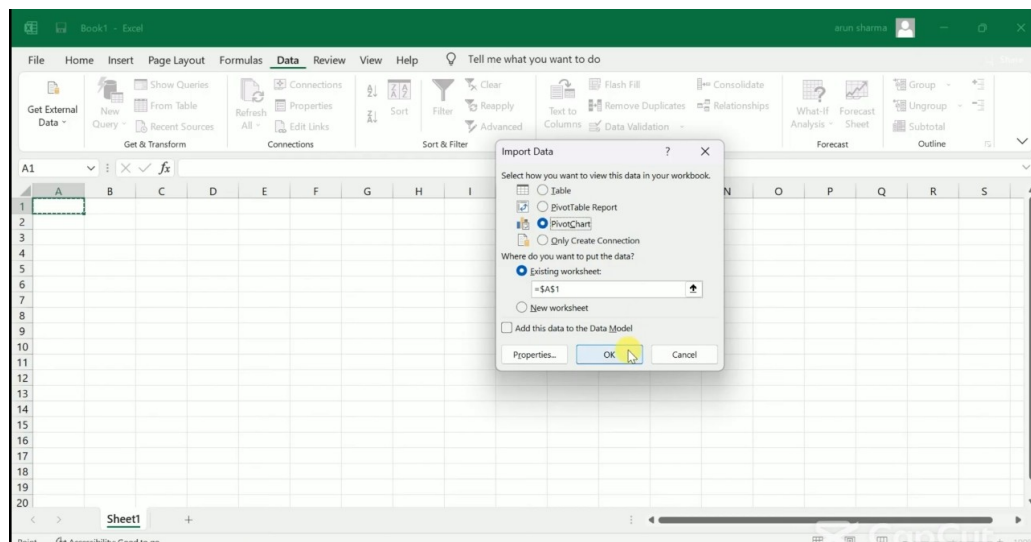 Book1 - Excel
arun sharma
File Home Insert Page Layout Formulas Data Review View Help Tell me what you want to do
Get External Data
New Query
Show Queries
From Table
Recent Sources
Get & Transform
Refresh All
Connections
Properties
Edit Links
Connections
Sort
Filter
Clear
Reapply
Advanced
Sort & Filter
Text to Columns
Flash Fill
Remove Duplicates
Data Validation
Consolidate
Relationships
What-If Analysis
Forecast Sheet
Forecast
Group
Ungroup
Subtotal
Outline
A1
fx
Import Data
?
Select how you want to view this data in your workbook.
Table
PivotTable Report
PivotChart
Only Create Connection
Where do you want to put the data?
Existing worksheet:
=$A$1
New worksheet
Add this data to the Data Model
Properties...
OK
Cancel
A B C D E F G H I N O P Q R S
1
2
3
4
5
6
7
8
9
10
11
12
13
14
15
16
17
18
19
20
Sheet1
CapCut